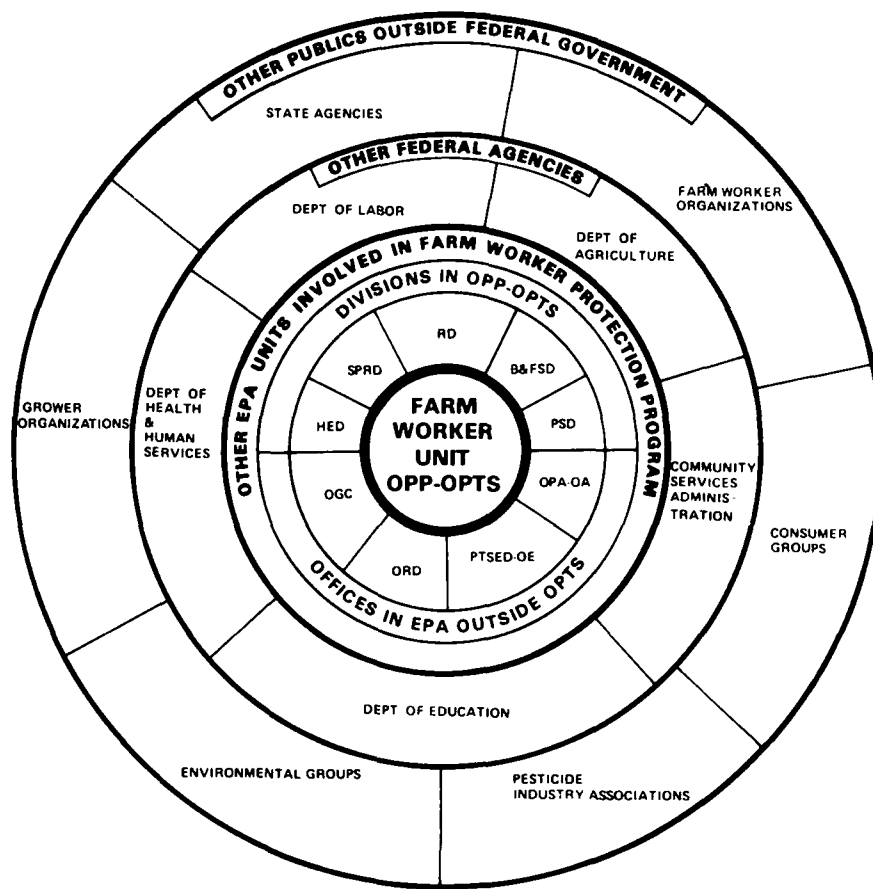 OTHER PUBLICS OUTSIDE FEDERAL GOVERNMENT
STATE AGENCIES
FARM WORKER
ORGANIZATIONS
GROWER
ORGANIZATIONS
CONSUMER
GROUPS
ENVIRONMENTAL GROUPS
PESTICIDE
INDUSTRY ASSOCIATIONS
OTHER FEDERAL AGENCIES
DEPT OF LABOR
DEPT OF
AGRICULTURE
DEPT OF
HEALTH
&
HUMAN
SERVICES
COMMUNITY
SERVICES
ADMINIS-
TRATION
DEPT OF EDUCATION
OTHER EPA UNITS INVOLVED IN FARM WORKER PROTECTION PROGRAM
DIVISIONS IN OPP-OPTS
RD
SPRD
B&FSD
HED
PSD
OGC
OPA-OA
ORD
PTSED-OE
OFFICES IN EPA OUTSIDE OPTS
FARM
WORKER
UNIT
OPP-OPTS